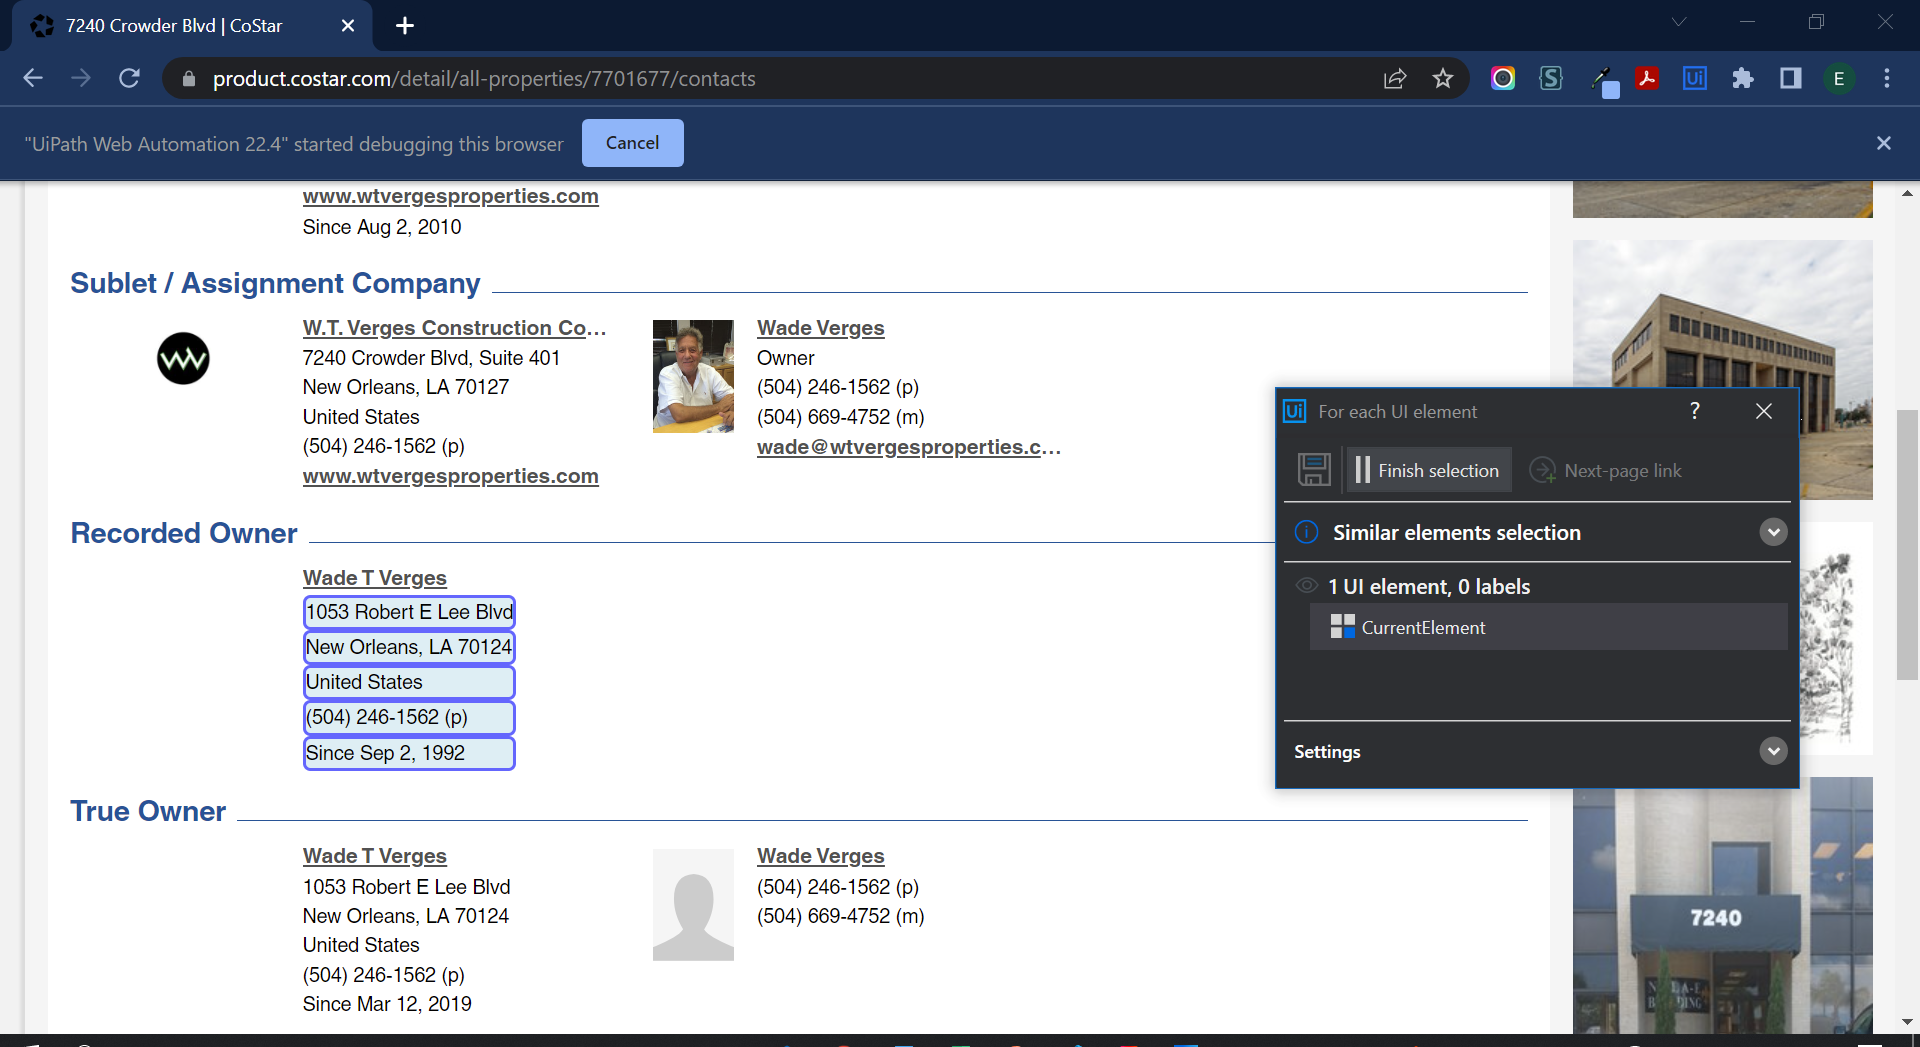 7240 Crowder Blvd | CoStar
product.costar.com/detail/all-properties/7701677/contacts
S
Ui
E
"UiPath Web Automation 22.4" started debugging this browser
Cancel
www.wtvergesproperties.com
Since Aug 2, 2010
Sublet / Assignment Company
W.T. Verges Construction Co...
7240 Crowder Blvd, Suite 401
New Orleans, LA 70127
United States
(504) 246-1562 (p)
www.wtvergesproperties.com
Wade Verges
Owner
(504) 246-1562 (p)
(504) 669-4752 (m)
wade@wtvergesproperties.c...
Recorded Owner
Wade T Verges
1053 Robert E Lee Blvd
New Orleans, LA 70124
United States
(504) 246-1562 (p)
Since Sep 2, 1992
True Owner
Wade T Verges
1053 Robert E Lee Blvd
New Orleans, LA 70124
United States
(504) 246-1562 (p)
Since Mar 12, 2019
Wade Verges
(504) 246-1562 (p)
(504) 669-4752 (m)
Ui For each UI element ?
Finish selection Next-page link
Similar elements selection
1 UI element, 0 labels
CurrentElement
Settings
7240